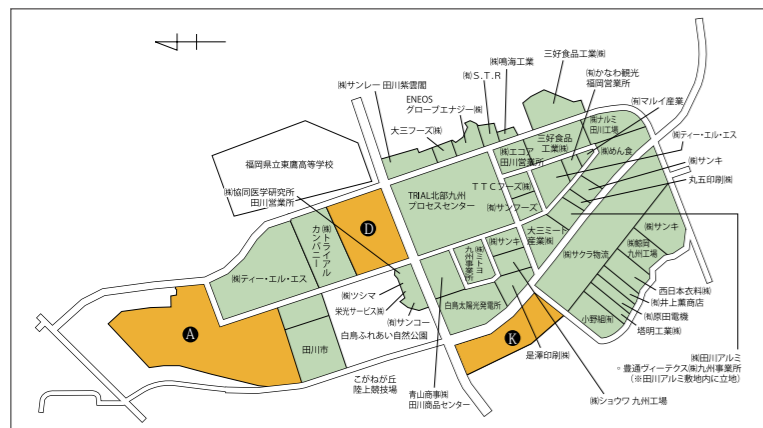 三好食品工業㈱
㈱鳴海工業
㈲S.T.R
㈲かなわ観光
福岡営業所
㈱サンレー 田川紫雲閣
ENEOS
グローブエナジー㈱
大三フーズ㈱
㈲マルイ産業
㈱ナルミ
田川工場
三好食品
工業㈱
㈱ティー・エル・エス
㈱エコア
田川営業所
㈱めん食
福岡県立東鷹高等学校
㈱サンキ
㈱協同医学研究所
田川営業所
TTCフーズ㈱
丸五印刷㈱
TRIAL北部九州
プロセスセンター
㈲サンフーズ
D
㈱トライアル
カンパニー
大三ミート
産業㈱
㈱サンキ
㈱サンキ
㈱ミトヨ
九州事業所
㈱サクラ物流
㈱鶴岡
九州工場
㈱ティー・エル・エス
西日本衣料㈱
㈱ツシマ
㈲井上薫商店
栄光サービス㈱
白鳥太陽光発電所
㈲原田電機
小野組㈲
㈲サンコー
塔明工業㈱
A
白鳥ふれあい自然公園
K
田川市
是澤印刷㈱
㈱田川アルミ
豊通ヴィーテクス㈱九州事業所
(※田川アルミ敷地内に立地)
こがねが丘
陸上競技場
青山商事㈱
田川商品センター
㈱ショウワ 九州工場